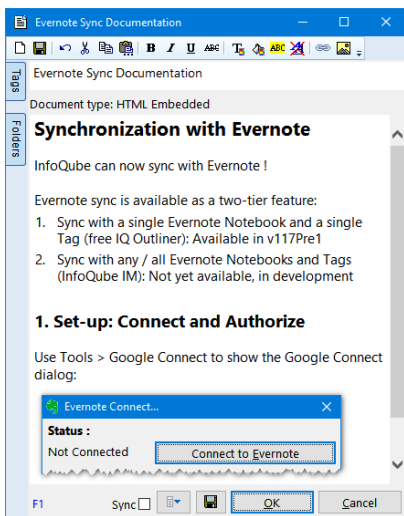 Evernote Sync Documentation
B I U ABC T ABC
Tags
Folders
Evernote Sync Documentation
Document type: HTML Embedded
Synchronization with Evernote
InfoQube can now sync with Evernote !
Evernote sync is available as a two-tier feature:
1. Sync with a single Evernote Notebook and a single
Tag (free IQ Outliner): Available in v117Pre1
2. Sync with any / all Evernote Notebooks and Tags
(InfoQube IM): Not yet available, in development
1. Set-up: Connect and Authorize
Use Tools > Google Connect to show the Google Connect
dialog:
Evernote Connect...
Status :
Not Connected Connect to Evernote
F1 Sync OK Cancel